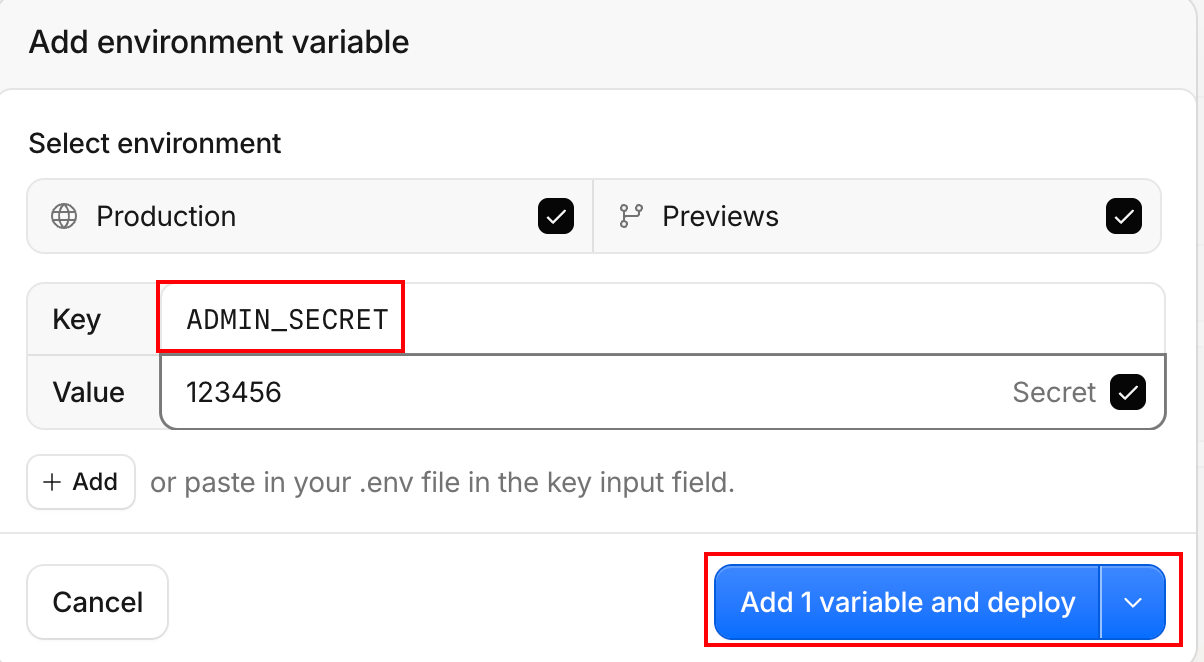 Add environment variable
Select environment
Production
Previews
Key
ADMIN_SECRET
Value
123456
Secret
+ Add
or paste in your .env file in the key input field.
Cancel
Add 1 variable and deploy